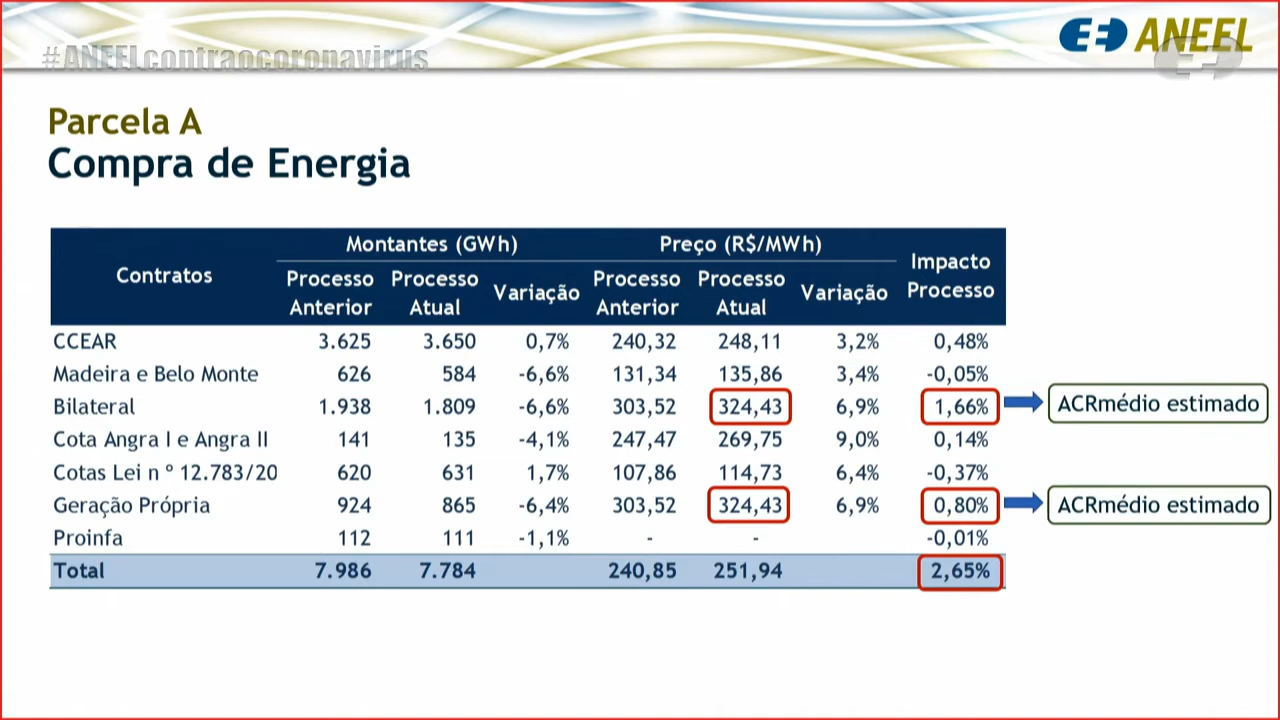 #ANEELcontraocoronavirus
ANEEL
Parcela A
Compra de Energia
Contratos Montantes (GWh) Preço (R$/MWh) Impacto Processo
Processo Anterior Processo Atual Variação Processo Anterior Processo Atual Variação
CCEAR 3.625 3.650 0,7% 240,32 248,11 3,2% 0,48%
Madeira e Belo Monte 626 584 -6,6% 131,34 135,86 3,4% -0,05%
Bilateral 1.938 1.809 -6,6% 303,52 324,43 6,9% 1,66% ACRmédio estimado
Cota Angra I e Angra II 141 135 -4,1% 247,47 269,75 9,0% 0,14%
Cotas Lei n º 12.783/20 620 631 1,7% 107,86 114,73 6,4% -0,37%
Geração Própria 924 865 -6,4% 303,52 324,43 6,9% 0,80% ACRmédio estimado
Proinfa 112 111 -1,1% - - -0,01%
Total 7.986 7.784 240,85 251,94 2,65%